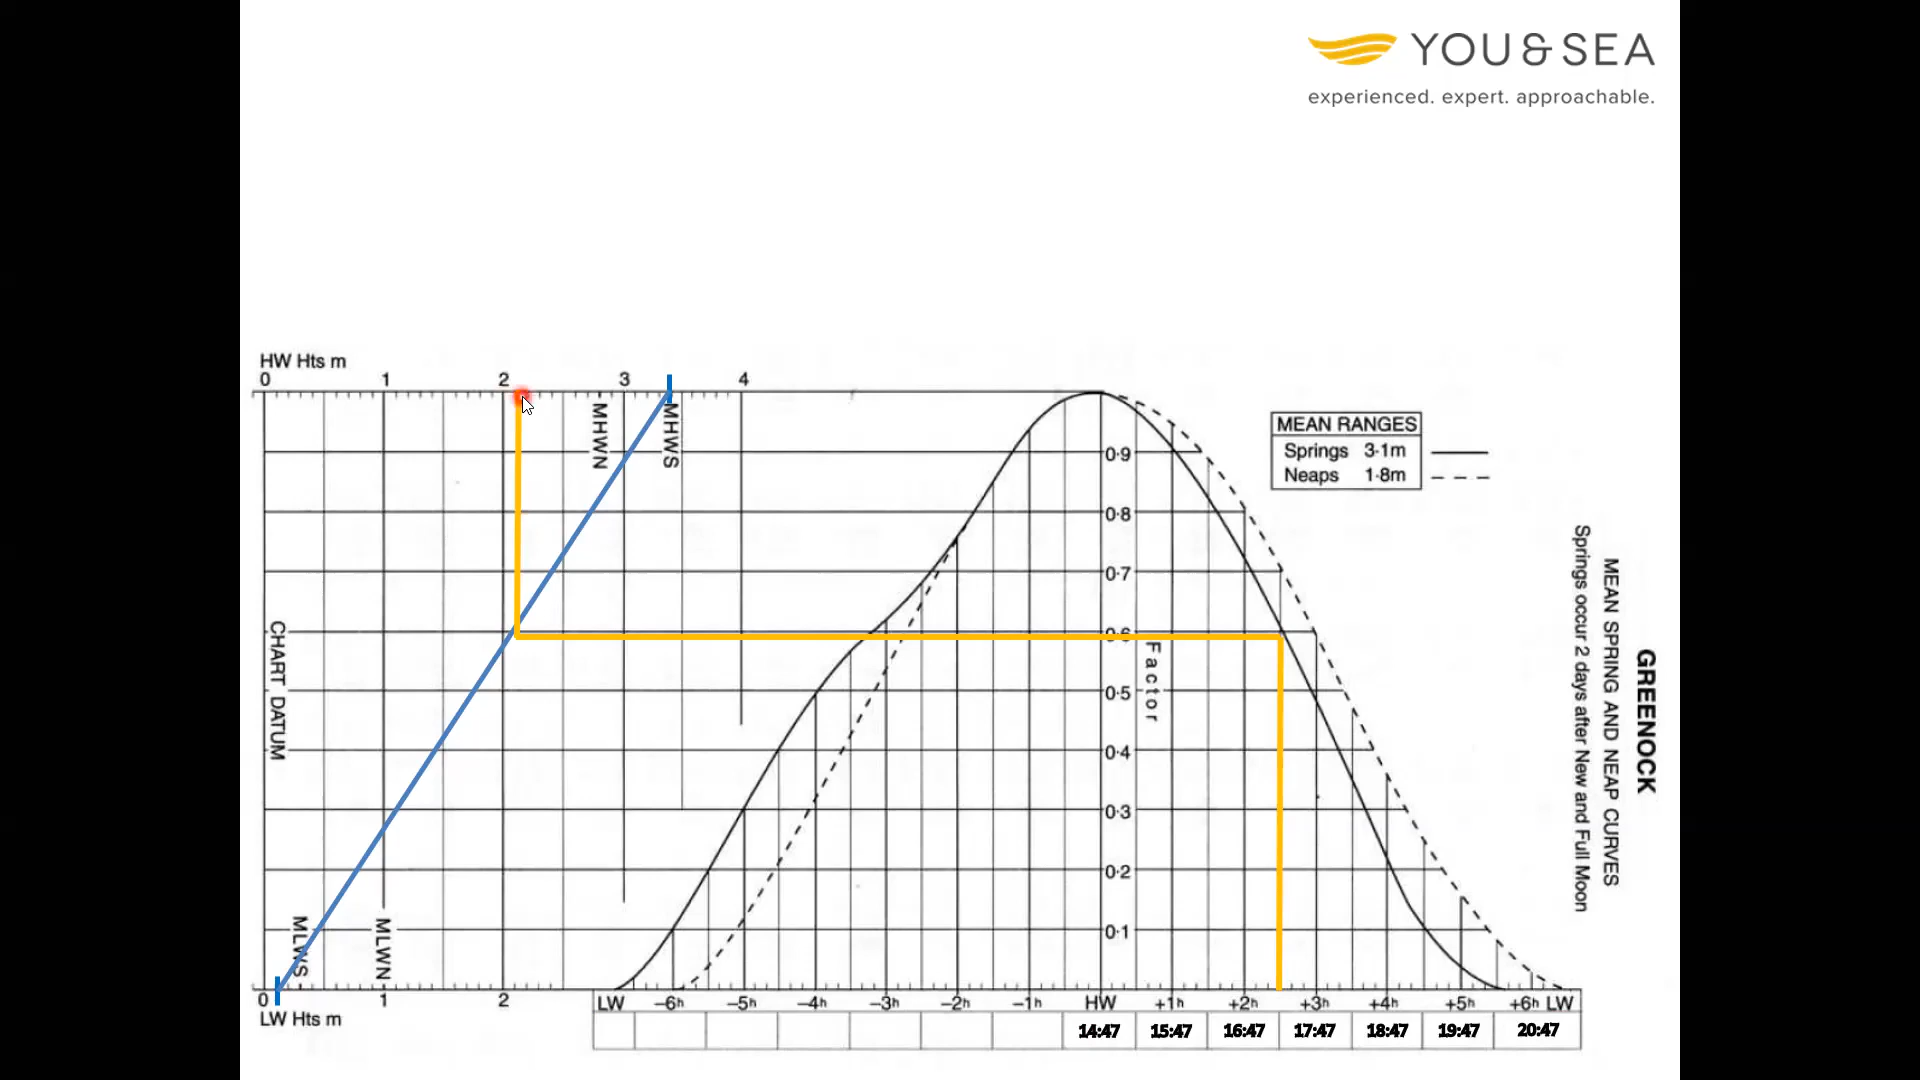 YOU & SEA
experienced. expert. approachable.
HW Hts m
0 1 2 3 4
MHWN
MHWS
MEAN RANGES
Springs 3·1m
Neaps 1·8m
0·9
0·8
0·7
0·6
0·5
0·4
0·3
0·2
0·1
Factor
CHART DATUM
MLWS
MLWN
GREENOCK
MEAN SPRING AND NEAP CURVES
Springs occur 2 days after New and Full Moon
0 1 2
LW Hts m
LW -6h -5h -4h -3h -2h -1h HW +1h +2h +3h +4h +5h +6h LW
14:47 15:47 16:47 17:47 18:47 19:47 20:47